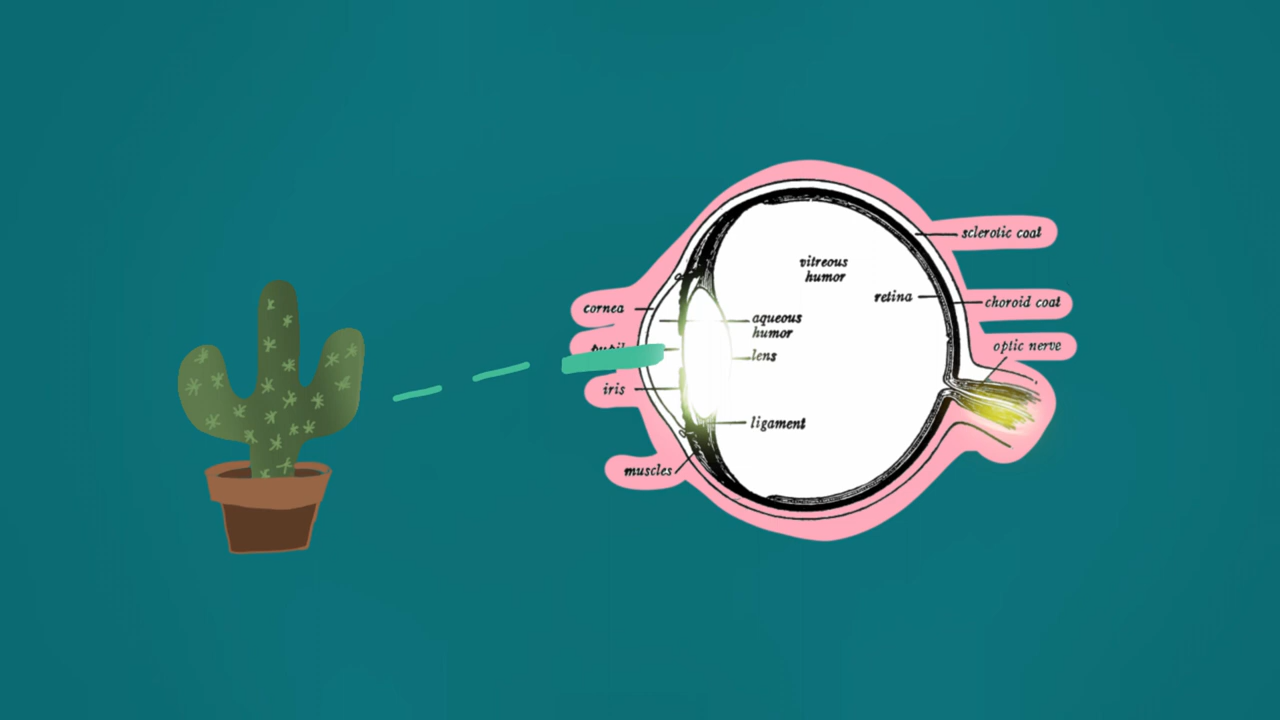 sclerotic coat
vitreous
humor
retina
choroid coat
cornea
aqueous
humor
optic nerve
lens
iris
ligament
muscles